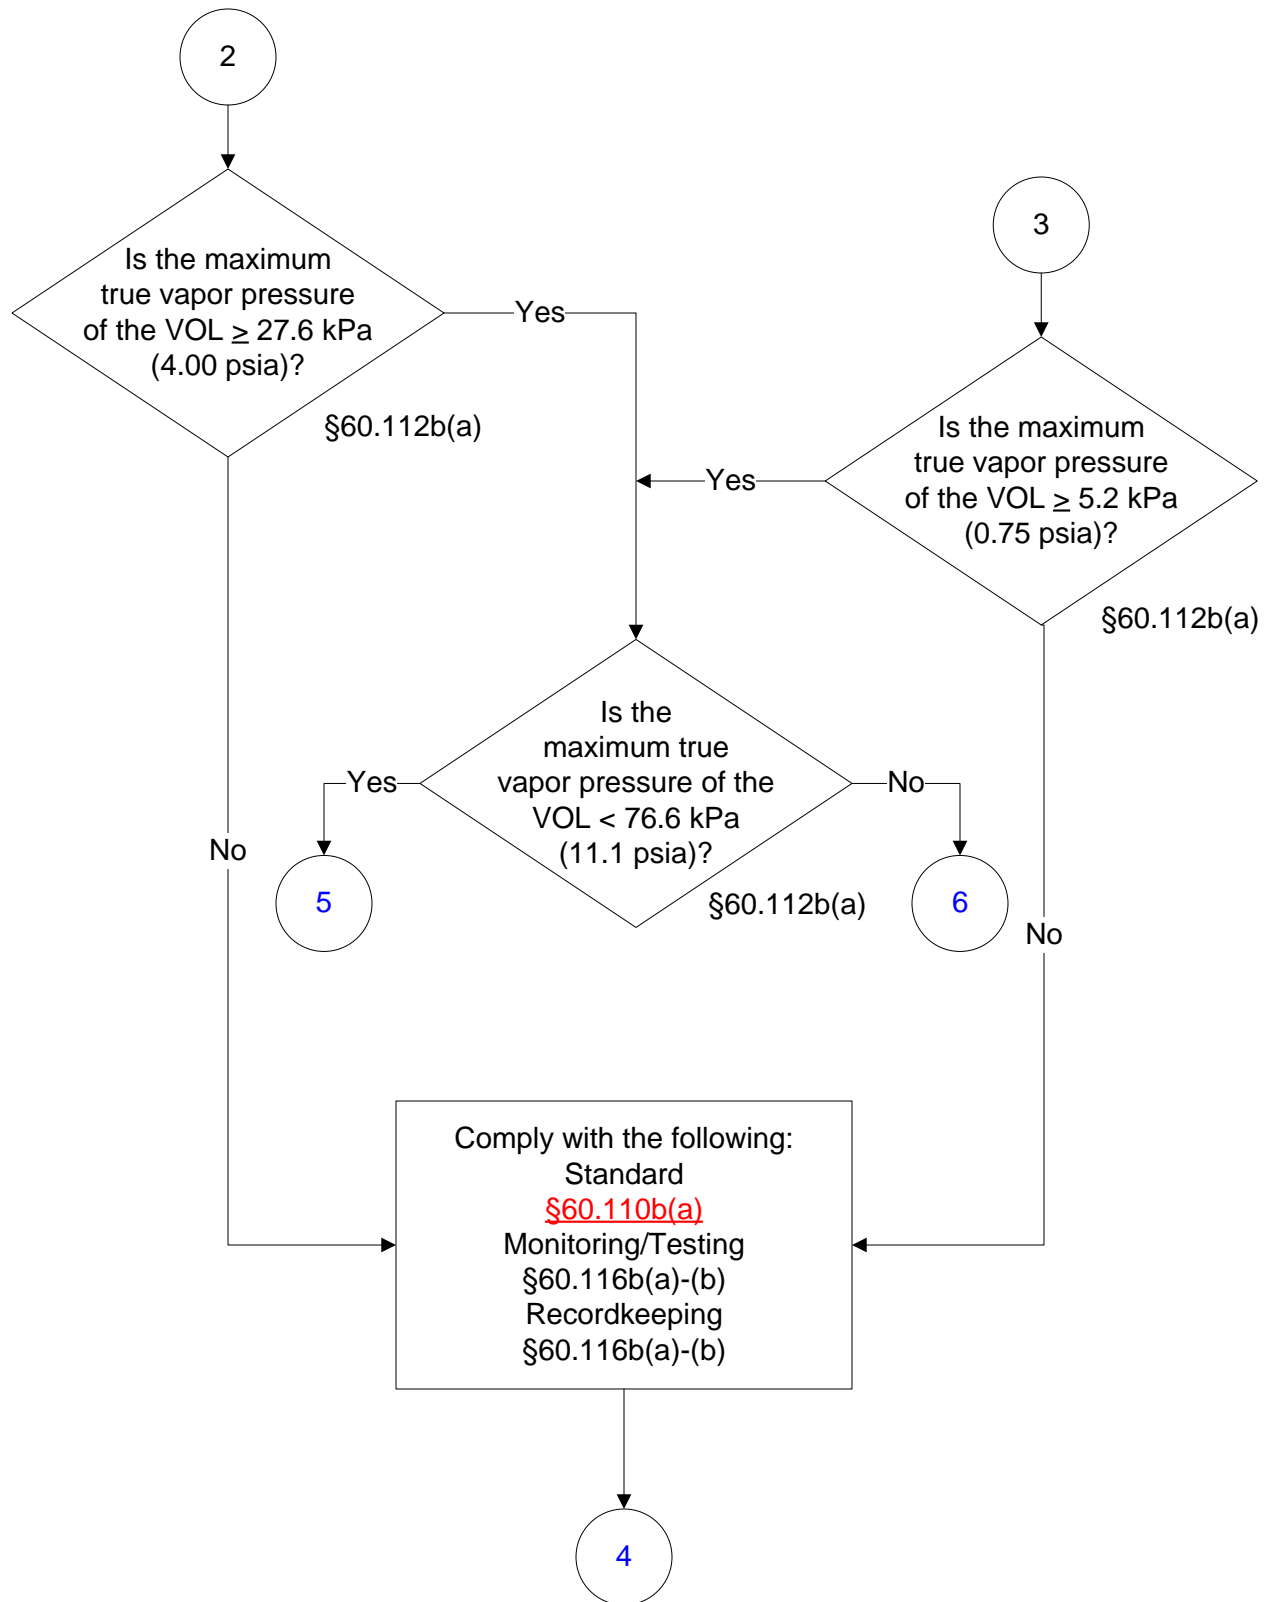 2
Is the maximum
true vapor pressure
of the VOL ≥ 27.6 kPa
(4.00 psia)?
Yes
§60.112b(a)
3
Is the maximum
true vapor pressure
of the VOL ≥ 5.2 kPa
(0.75 psia)?
Yes
§60.112b(a)
Is the
maximum true
vapor pressure of the
VOL < 76.6 kPa
(11.1 psia)?
Yes
No
§60.112b(a)
5
6
No
No
Comply with the following:
Standard
§60.110b(a)
Monitoring/Testing
§60.116b(a)-(b)
Recordkeeping
§60.116b(a)-(b)
4